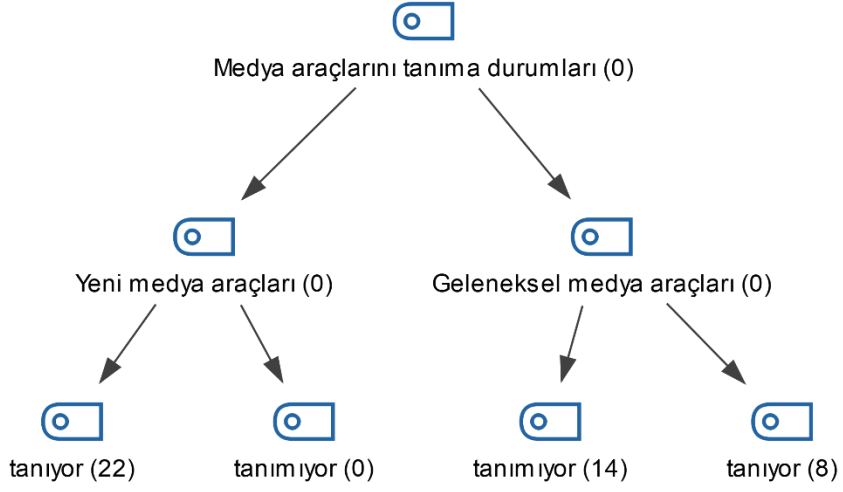 Medya araçlarını tanıma durumları (0)
Yeni medya araçları (0)
Geleneksel medya araçları (0)
tanıyor (22)
tanımıyor (0)
tanımıyor (14)
tanıyor (8)